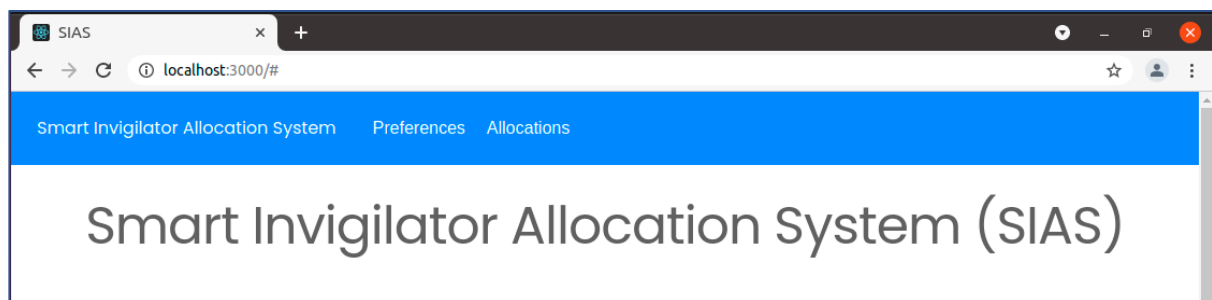 SIAS
localhost:3000/#
Smart Invigilator Allocation System Preferences Allocations
Smart Invigilator Allocation System (SIAS)